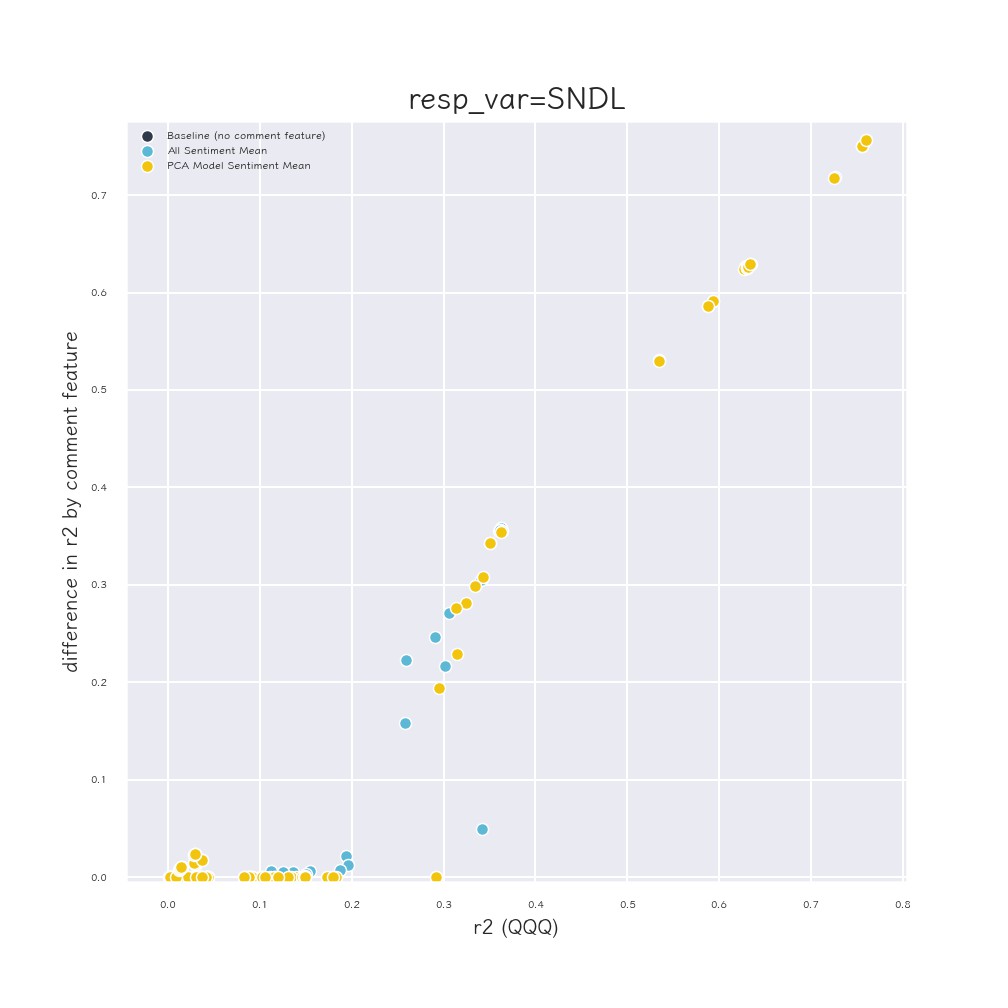 resp_var=SNDL
Baseline (no comment feature)
All Sentiment Mean
PCA Model Sentiment Mean
difference in r2 by comment feature
0.7
0.6
0.5
0.4
0.3
0.2
0.1
0.0
0.0 0.1 0.2 0.3 0.4 0.5 0.6 0.7 0.8
r2 (QQQ)